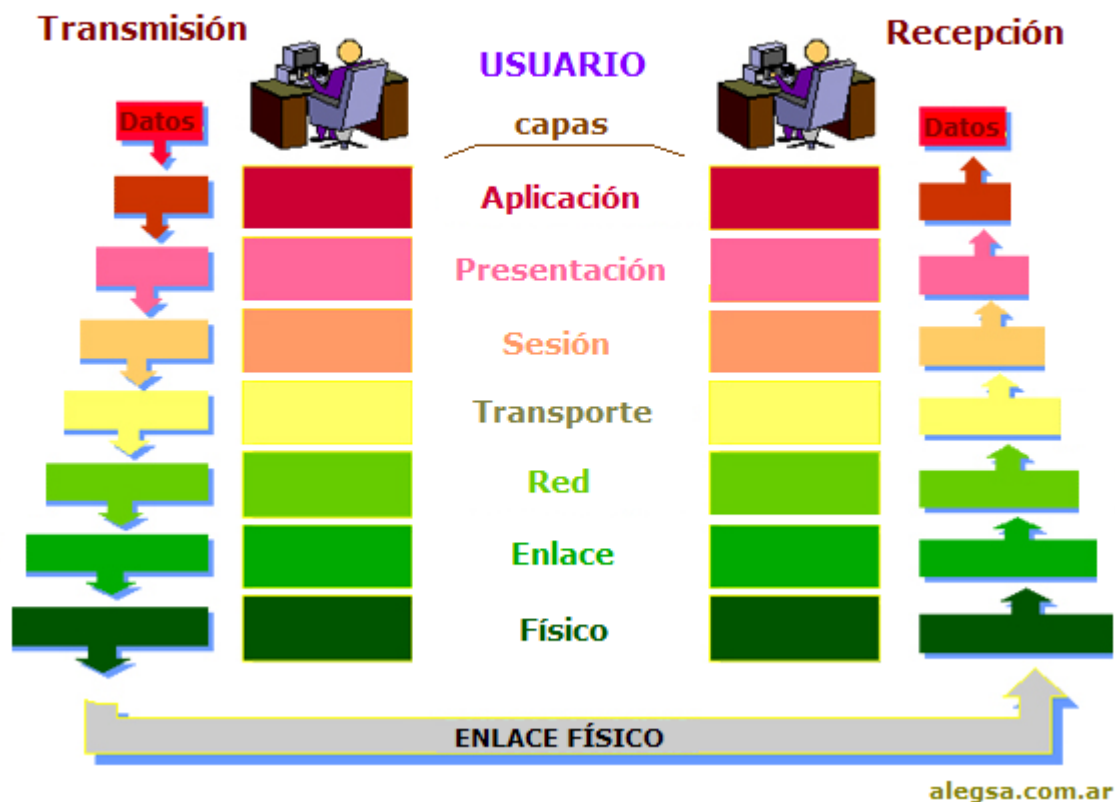 Transmisión
USUARIO
Recepción
capas
Datos
Datos
Aplicación
Presentación
Sesión
Transporte
Red
Enlace
Físico
ENLACE FÍSICO
alegsa.com.ar